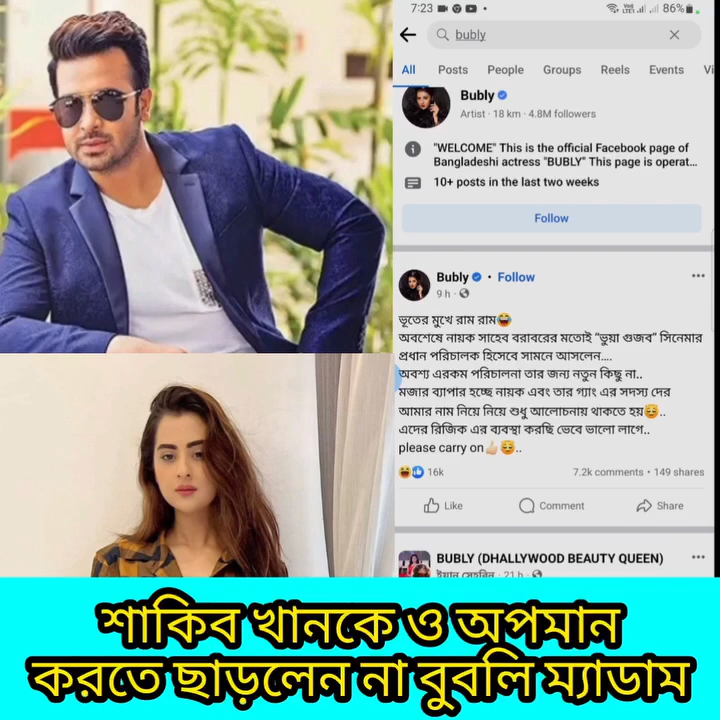 7:23 86%
bubly
All Posts People Groups Reels Events Vi
Bubly
Artist · 18 km · 4.8M followers
"WELCOME" This is the official Facebook page of
Bangladeshi actress "BUBLY" This page is operat...
10+ posts in the last two weeks
Follow
Bubly • Follow
9 h ·
ভূতের মুখে রাম রাম😂
অবশেষে নায়ক সাহেব বরাবরের মতোই "ভুয়া গুজব" সিনেমার
প্রধান পরিচালক হিসেবে সামনে আসলেন....
অবশ্য এরকম পরিচালনা তার জন্য নতুন কিছু না..
মজার ব্যাপার হচ্ছে নায়ক এবং তার গ্যাং এর সদস্য দের
আমার নাম নিয়ে নিয়ে শুধু আলোচনায় থাকতে হয়😇..
এদের রিজিক এর ব্যবস্থা করছি ভেবে ভালো লাগে..
please carry on👍🏻😇..
16k 7.2k comments • 149 shares
Like Comment Share
BUBLY (DHALLYWOOD BEAUTY QUEEN)
21 h ·
শাকিব খানকে ও অপমান
করতে ছাড়লেন না বুবলি ম্যাডাম